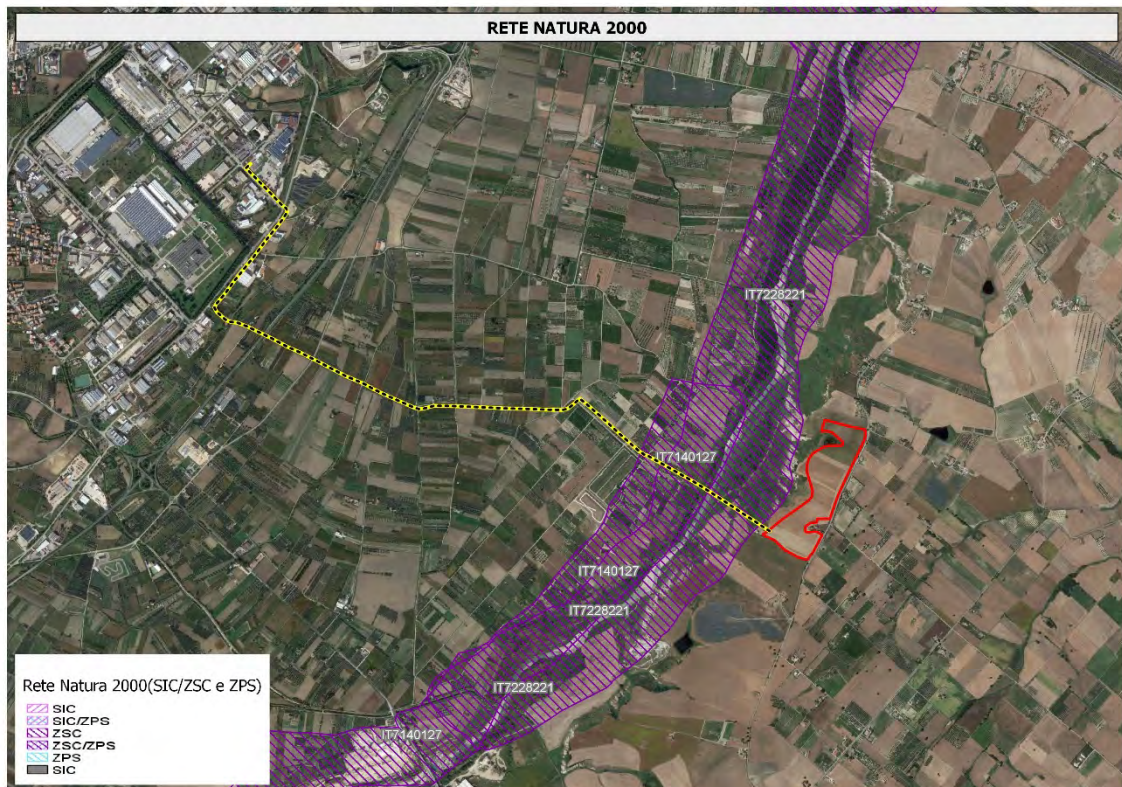 RETE NATURA 2000
IT7228221
IT7140127
IT7140127
IT7228221
IT7228221
IT7140127
Rete Natura 2000(SIC/ZSC e ZPS)
SIC
SIC/ZPS
ZSC
ZSC/ZPS
ZPS
SIC